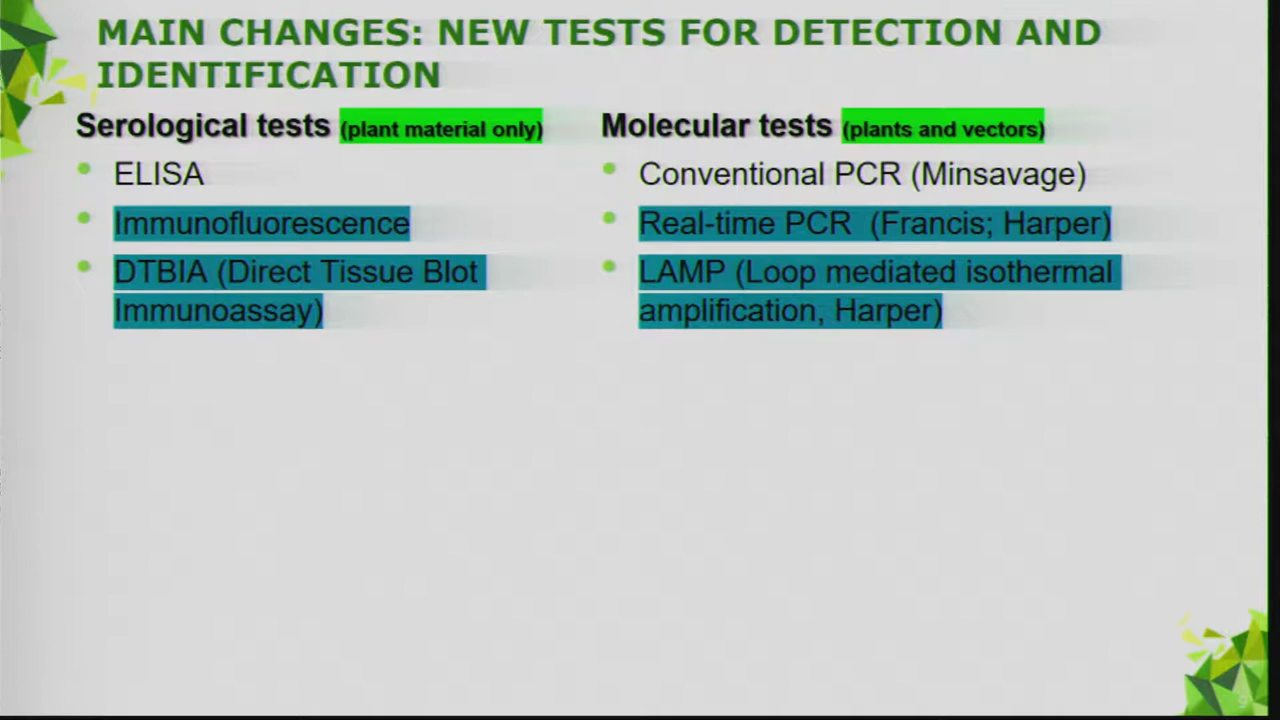 MAIN CHANGES: NEW TESTS FOR DETECTION AND
IDENTIFICATION
Serological tests (plant material only)
• ELISA
• Immunofluorescence
• DTBIA (Direct Tissue Blot
Immunoassay)
Molecular tests (plants and vectors)
• Conventional PCR (Minsavage)
• Real-time PCR (Francis; Harper)
• LAMP (Loop mediated isothermal
amplification, Harper)
9